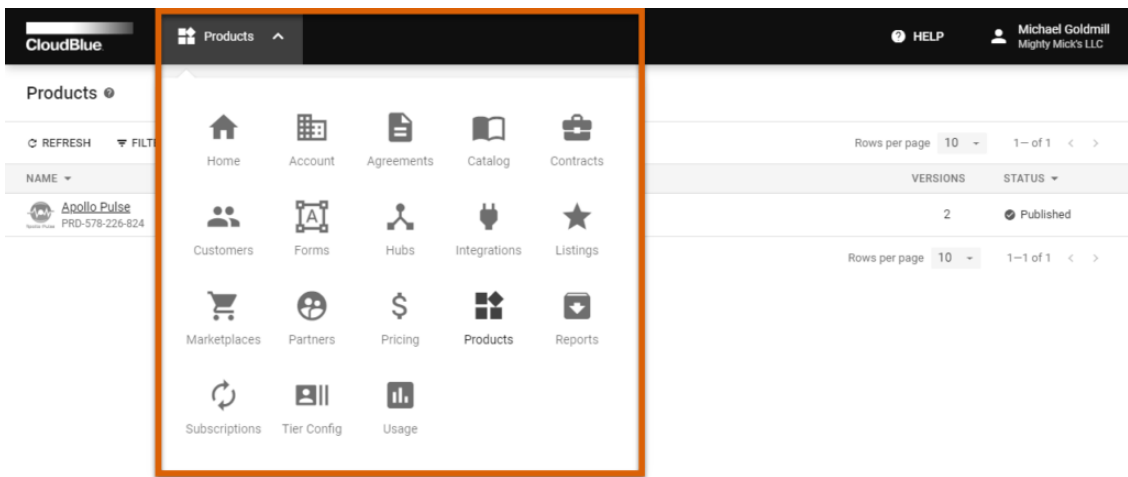 CloudBlue
Products
HELP
Michael Goldmill
Mighty Mick's LLC
Products
REFRESH
Rows per page 10 1– of 1
NAME VERSIONS STATUS
Apollo Pulse
PRD-578-226-824
2 Published
Rows per page 10 1–1 of 1
Home Account Agreements Catalog Contracts
Customers Forms Hubs Integrations Listings
Marketplaces Partners Pricing Products Reports
Subscriptions Tier Config Usage